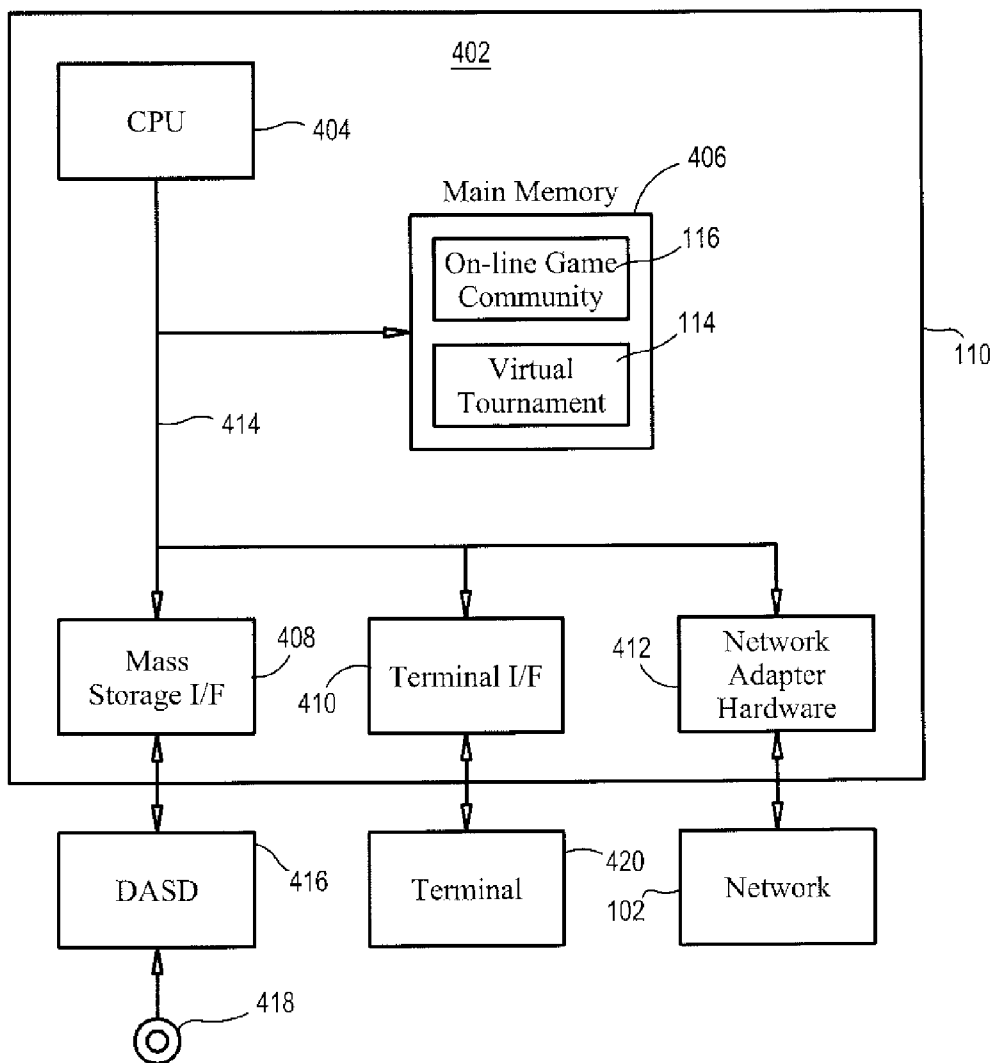 402
CPU
404
406
Main Memory
116
On-line Game
Community
114
Virtual
Tournament
110
414
Mass
Storage I/F
408
Terminal I/F
410
412
Network
Adapter
Hardware
DASD
416
Terminal
420
102
Network
418